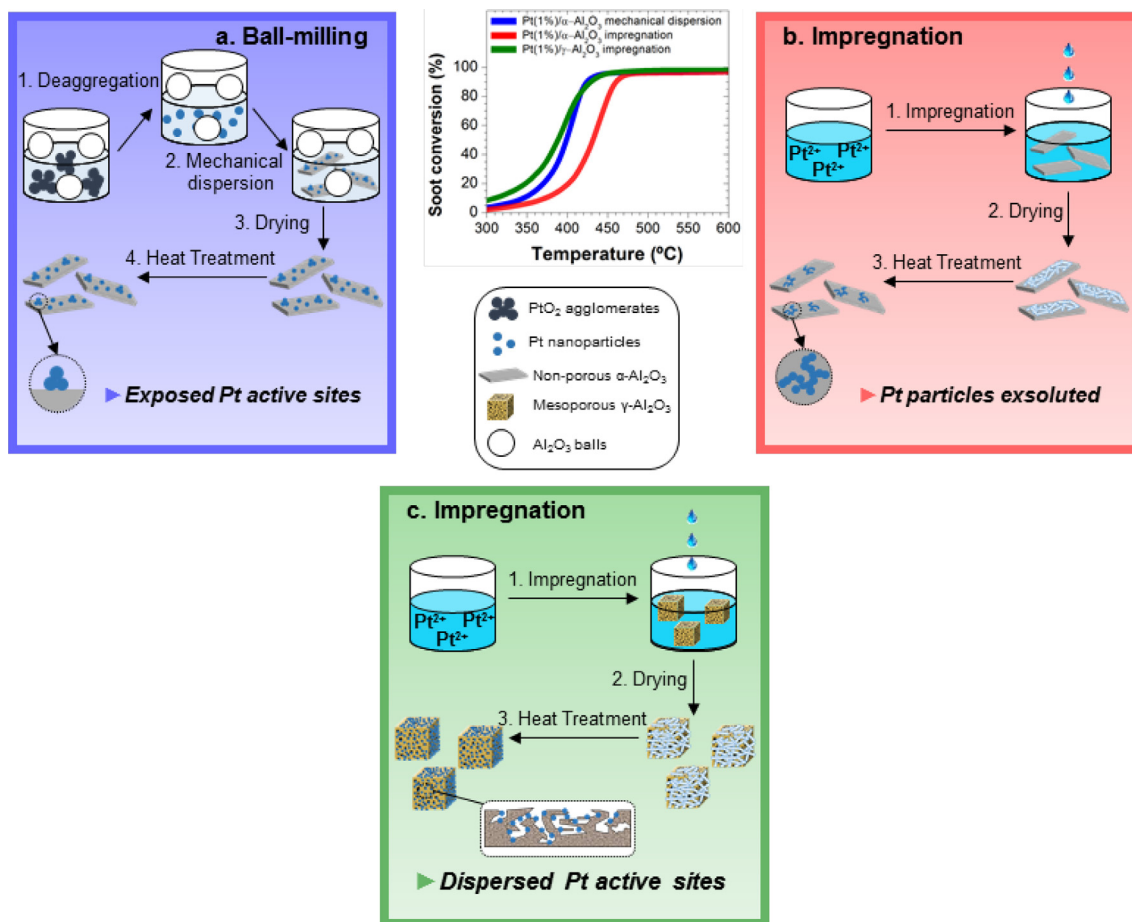 a. Ball-milling
1. Deaggregation
2. Mechanical
dispersion
3. Drying
4. Heat Treatment
►Exposed Pt active sites
Pt(1%)/α-Al₂O₃ mechanical dispersion
Pt(1%)/α-Al₂O₃ impregnation
Pt(1%)/γ-Al₂O₃ impregnation
Soot conversion (%)
100
80
60
40
20
0
300 350 400 450 500 550 600
Temperature (ºC)
PtO₂ agglomerates
Pt nanoparticles
Non-porous α-Al₂O₃
Mesoporous γ-Al₂O₃
Al₂O₃ balls
b. Impregnation
1. Impregnation
Pt²⁺ Pt²⁺
Pt²⁺
2. Drying
3. Heat Treatment
►Pt particles exsoluted
c. Impregnation
1. Impregnation
Pt²⁺ Pt²⁺
Pt²⁺
2. Drying
3. Heat Treatment
►Dispersed Pt active sites